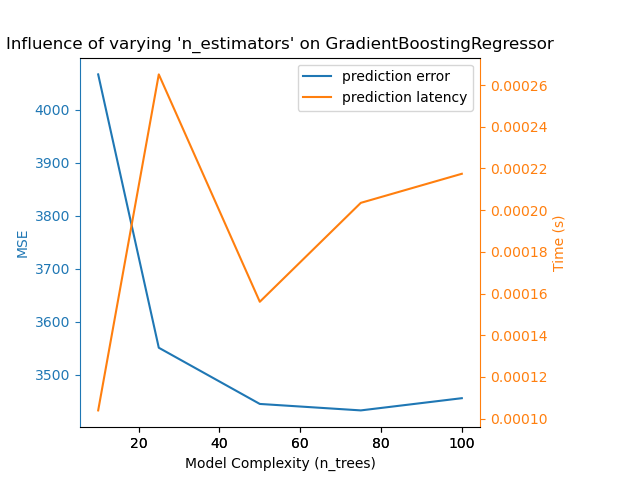 Influence of varying 'n_estimators' on GradientBoostingRegressor
prediction error
prediction latency
4000
3900
3800
3700
3600
3500
MSE
0.00026
0.00024
0.00022
0.00020
0.00018
0.00016
0.00014
0.00012
0.00010
Time (s)
20 40 60 80 100
Model Complexity (n_trees)